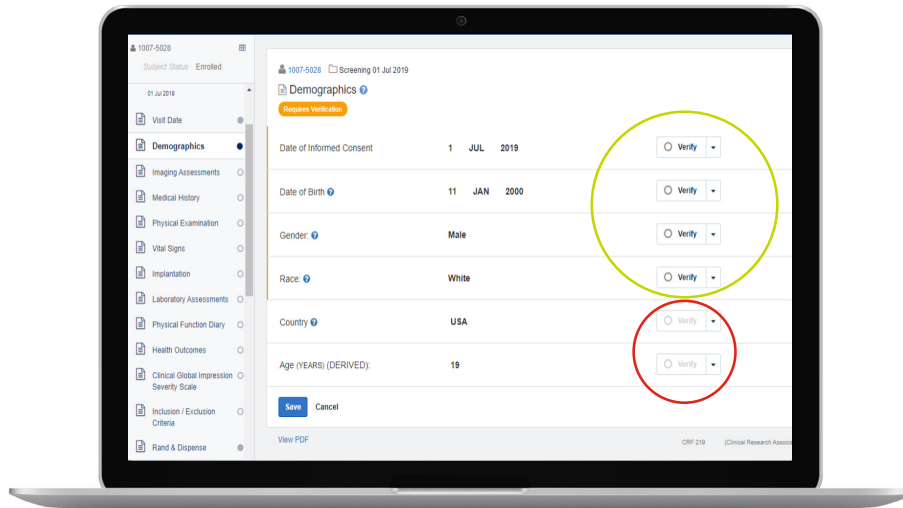 1007-5028
Subject Status Enrolled
01 Jul 2019
Visit Date
Demographics
Imaging Assessments
Medical History
Physical Examination
Vital Signs
Implantation
Laboratory Assessments
Physical Function Diary
Health Outcomes
Clinical Global Impression
Severity Scale
Inclusion / Exclusion
Criteria
Rand & Dispense
1007-5028 Screening 01 Jul 2019
Demographics
Requires Verification
Date of Informed Consent 1 JUL 2019 Verify
Date of Birth 11 JAN 2000 Verify
Gender: Male Verify
Race: White Verify
Country USA Verify
Age (YEARS) (DERIVED): 19 Verify
Save Cancel
View PDF
CRF 219 (Clinical Research Associa